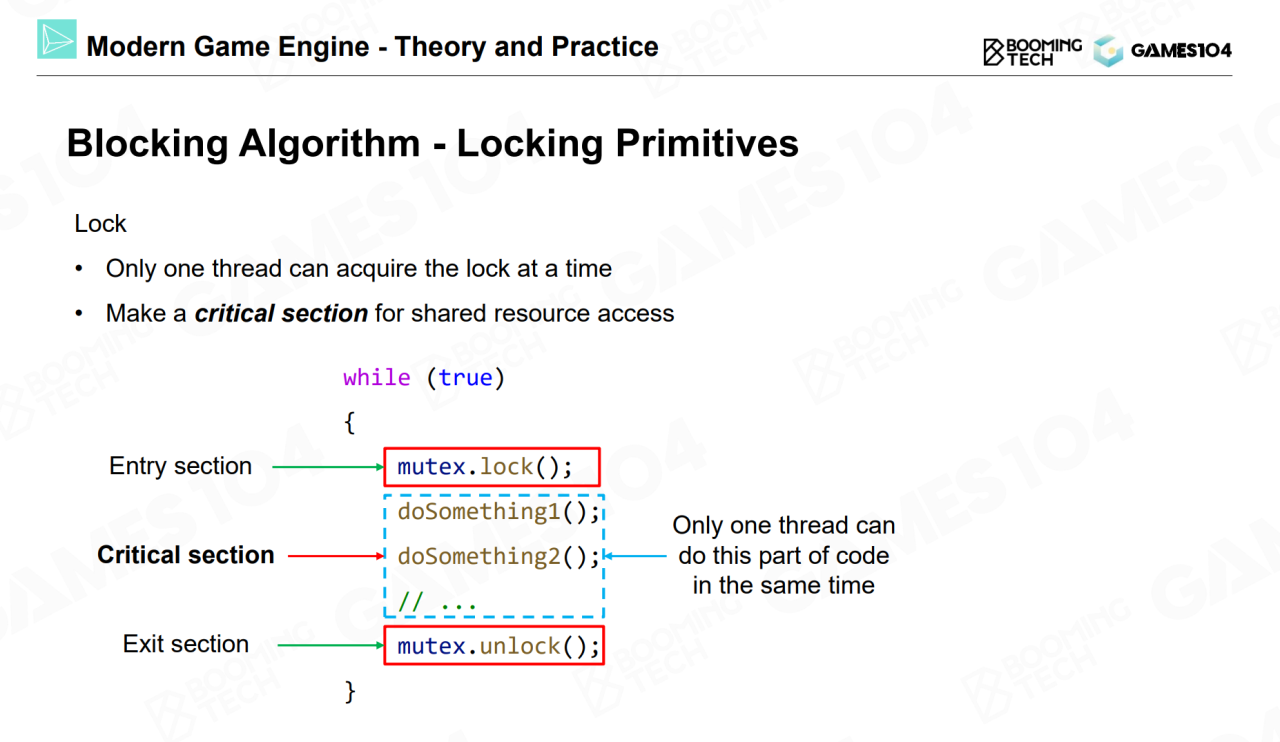 Modern Game Engine - Theory and Practice
BOOMING
TECH
GAMES104
Blocking Algorithm - Locking Primitives
Lock
• Only one thread can acquire the lock at a time
• Make a critical section for shared resource access
while (true)
{
Entry section
mutex.lock();
doSomething1();
Critical section
doSomething2();
// ...
Only one thread can
do this part of code
in the same time
Exit section
mutex.unlock();
}